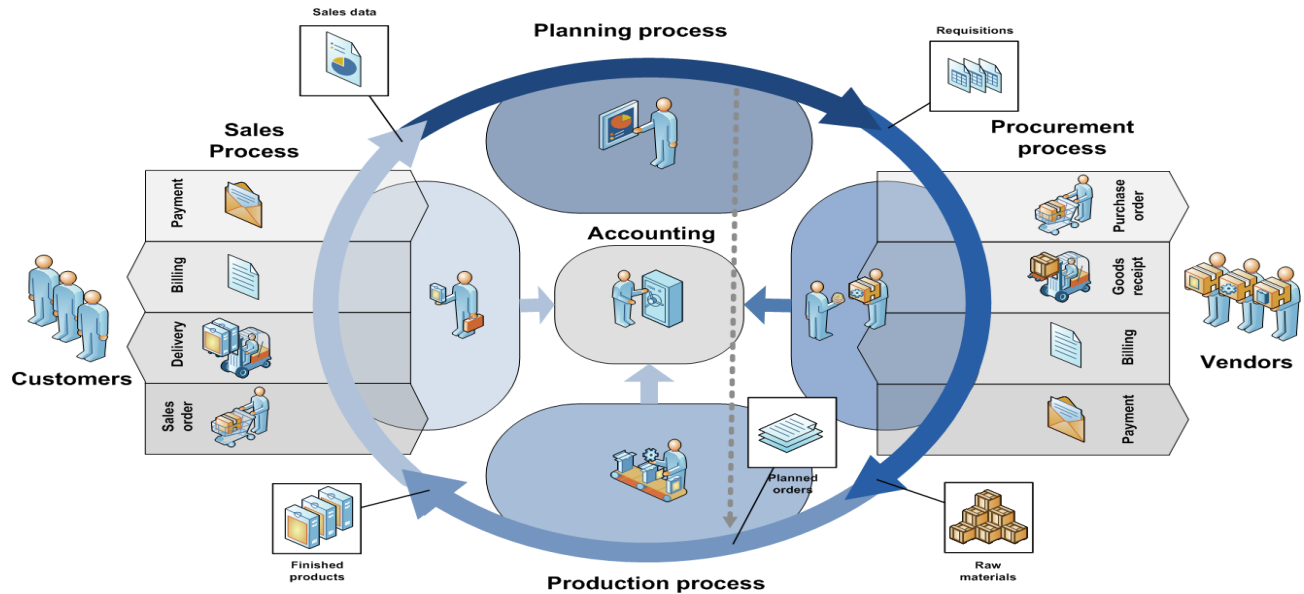 Sales data
Planning process
Requisitions
Sales
Process
Procurement
process
Payment
Billing
Delivery
Sales
order
Customers
Accounting
Purchase
order
Goods
receipt
Billing
Payment
Vendors
Planned
orders
Finished
products
Production process
Raw
materials